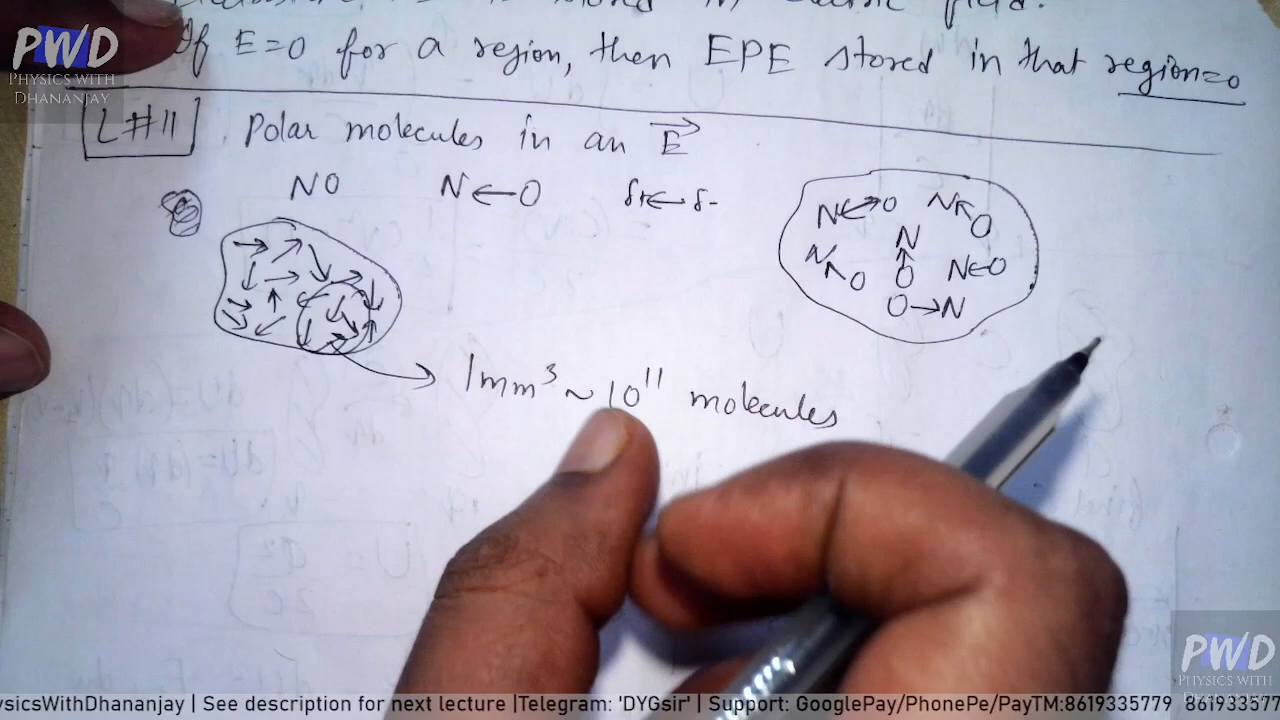 PWD
PHYSICS WITH
DHANANJAY
If E=0 for a region, then EPE stored in that region=0
L#11 Polar molecules in an E
NO N←O δ+←δ-
N↔O N↖O
N↖O N↑O N←O
O→N
1mm³ ~ 10¹¹ molecules
PWD
PHYSICS WITH
DHANANJAY
sicsWithDhananjay | See description for next lecture |Telegram: 'DYGsir' | Support: GooglePay/PhonePe/PayTM:8619335779 86193357